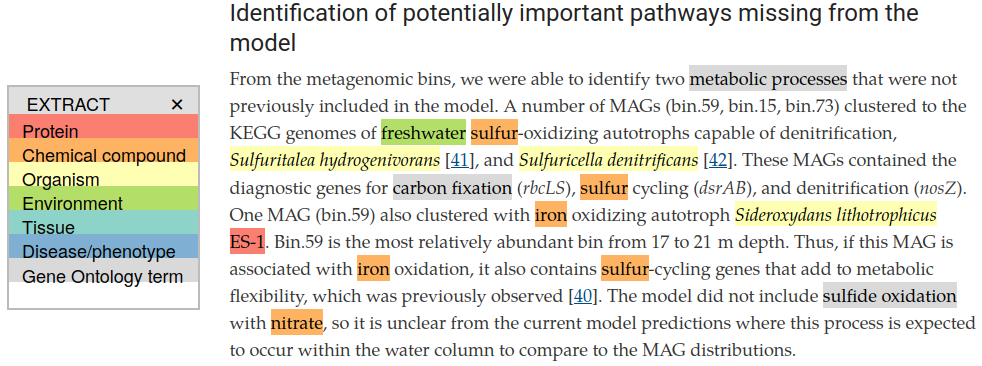 Identification of potentially important pathways missing from the
model
EXTRACT ✕
Protein
Chemical compound
Organism
Environment
Tissue
Disease/phenotype
Gene Ontology term
From the metagenomic bins, we were able to identify two metabolic processes that were not
previously included in the model. A number of MAGs (bin.59, bin.15, bin.73) clustered to the
KEGG genomes of freshwater sulfur-oxidizing autotrophs capable of denitrification,
Sulfuritalea hydrogenivorans [41], and Sulfuricella denitrificans [42]. These MAGs contained the
diagnostic genes for carbon fixation (rbcLS), sulfur cycling (dsrAB), and denitrification (nosZ).
One MAG (bin.59) also clustered with iron oxidizing autotroph Sideroxydans lithotrophicus
ES-1. Bin.59 is the most relatively abundant bin from 17 to 21 m depth. Thus, if this MAG is
associated with iron oxidation, it also contains sulfur-cycling genes that add to metabolic
flexibility, which was previously observed [40]. The model did not include sulfide oxidation
with nitrate, so it is unclear from the current model predictions where this process is expected
to occur within the water column to compare to the MAG distributions.